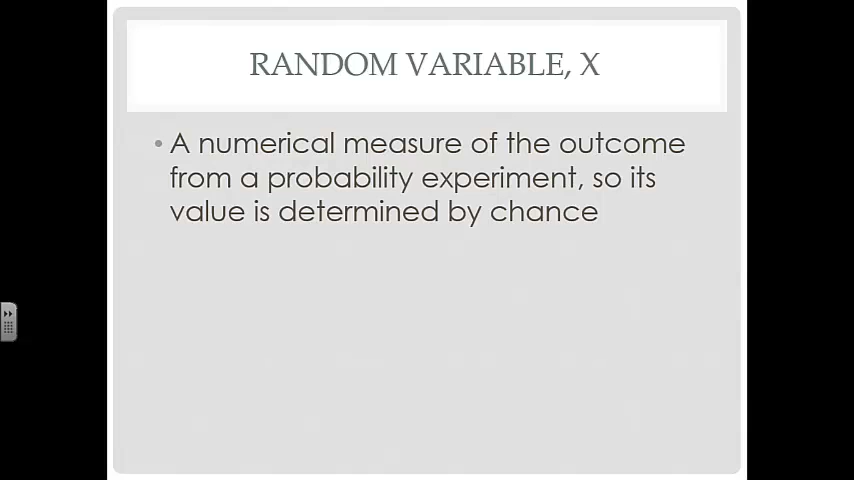 RANDOM VARIABLE, X
• A numerical measure of the outcome
from a probability experiment, so its
value is determined by chance